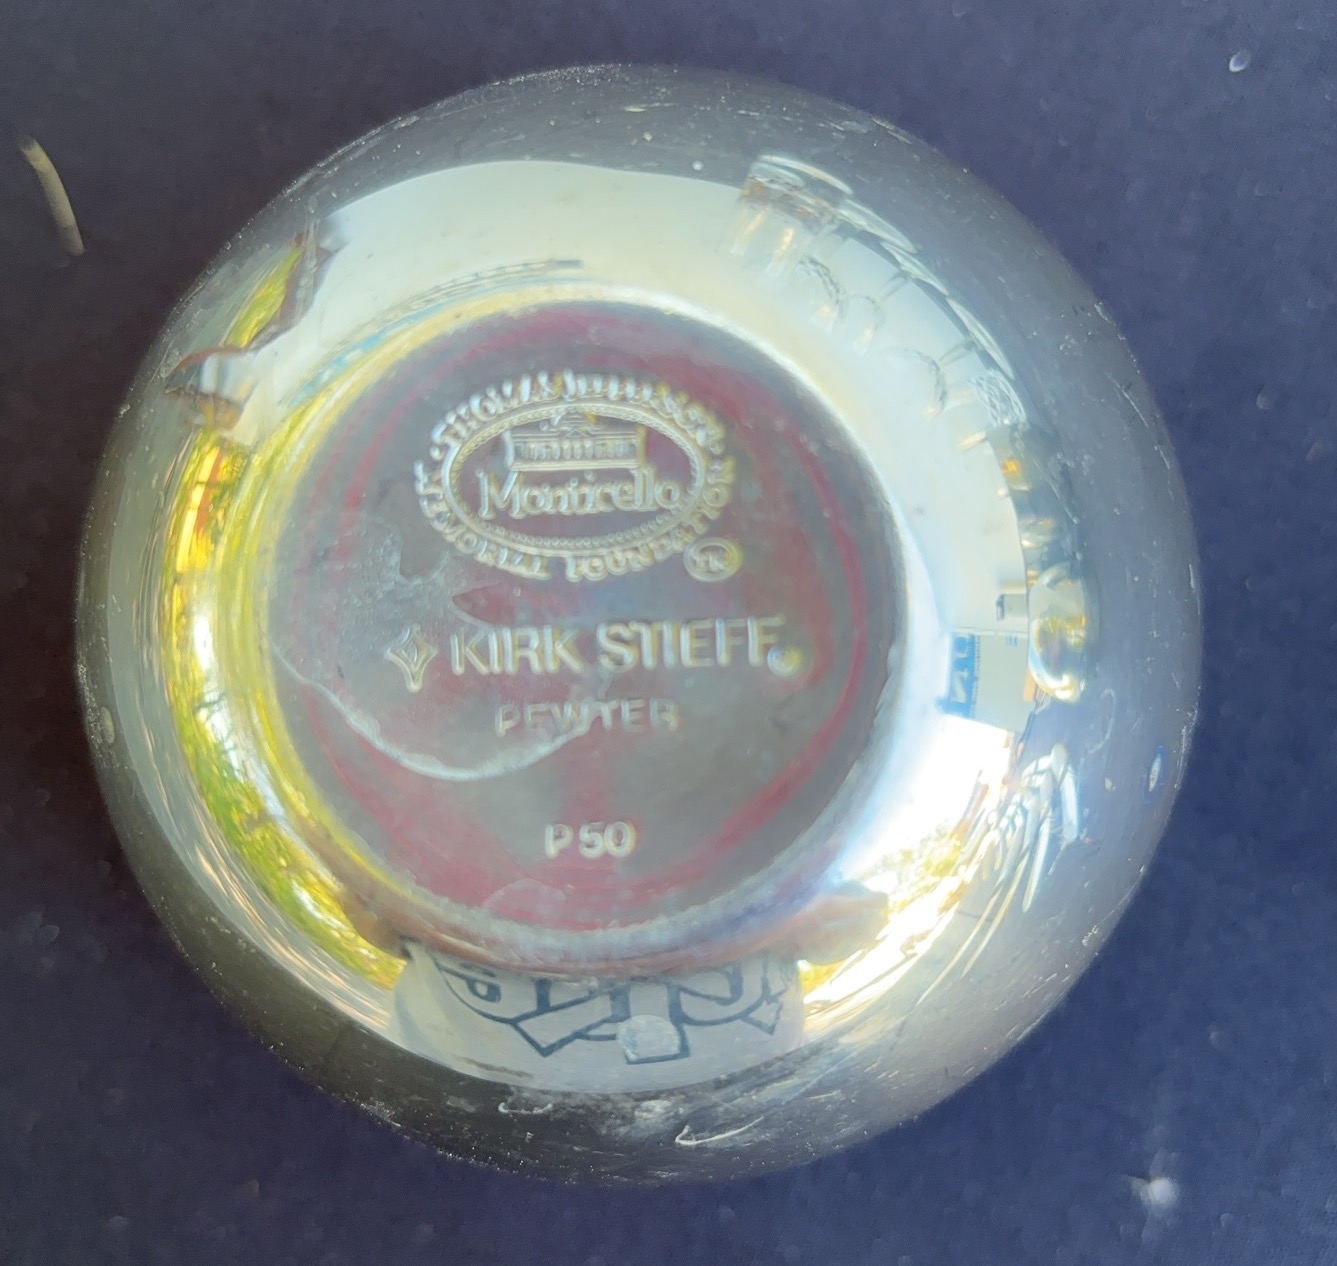 THOMAS JEFFERSON
Monticello
MEMORIAL FOUNDATION
KIRK STIEFF
PEWTER
P50